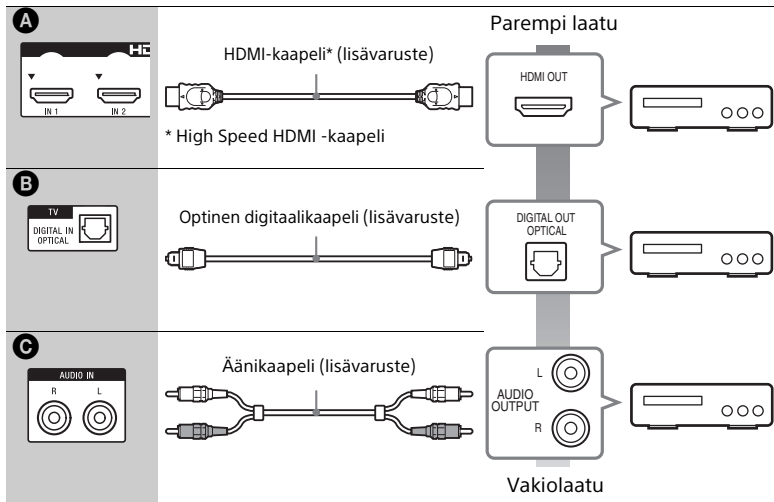 A
Parempi laatu
HDMI-kaapeli* (lisävaruste)
IN 1
IN 2
* High Speed HDMI -kaapeli
HDMI OUT
B
TV
DIGITAL IN
OPTICAL
Optinen digitaalikaapeli (lisävaruste)
DIGITAL OUT
OPTICAL
C
AUDIO IN
R L
Äänikaapeli (lisävaruste)
L
AUDIO
OUTPUT
R
Vakiolaatu